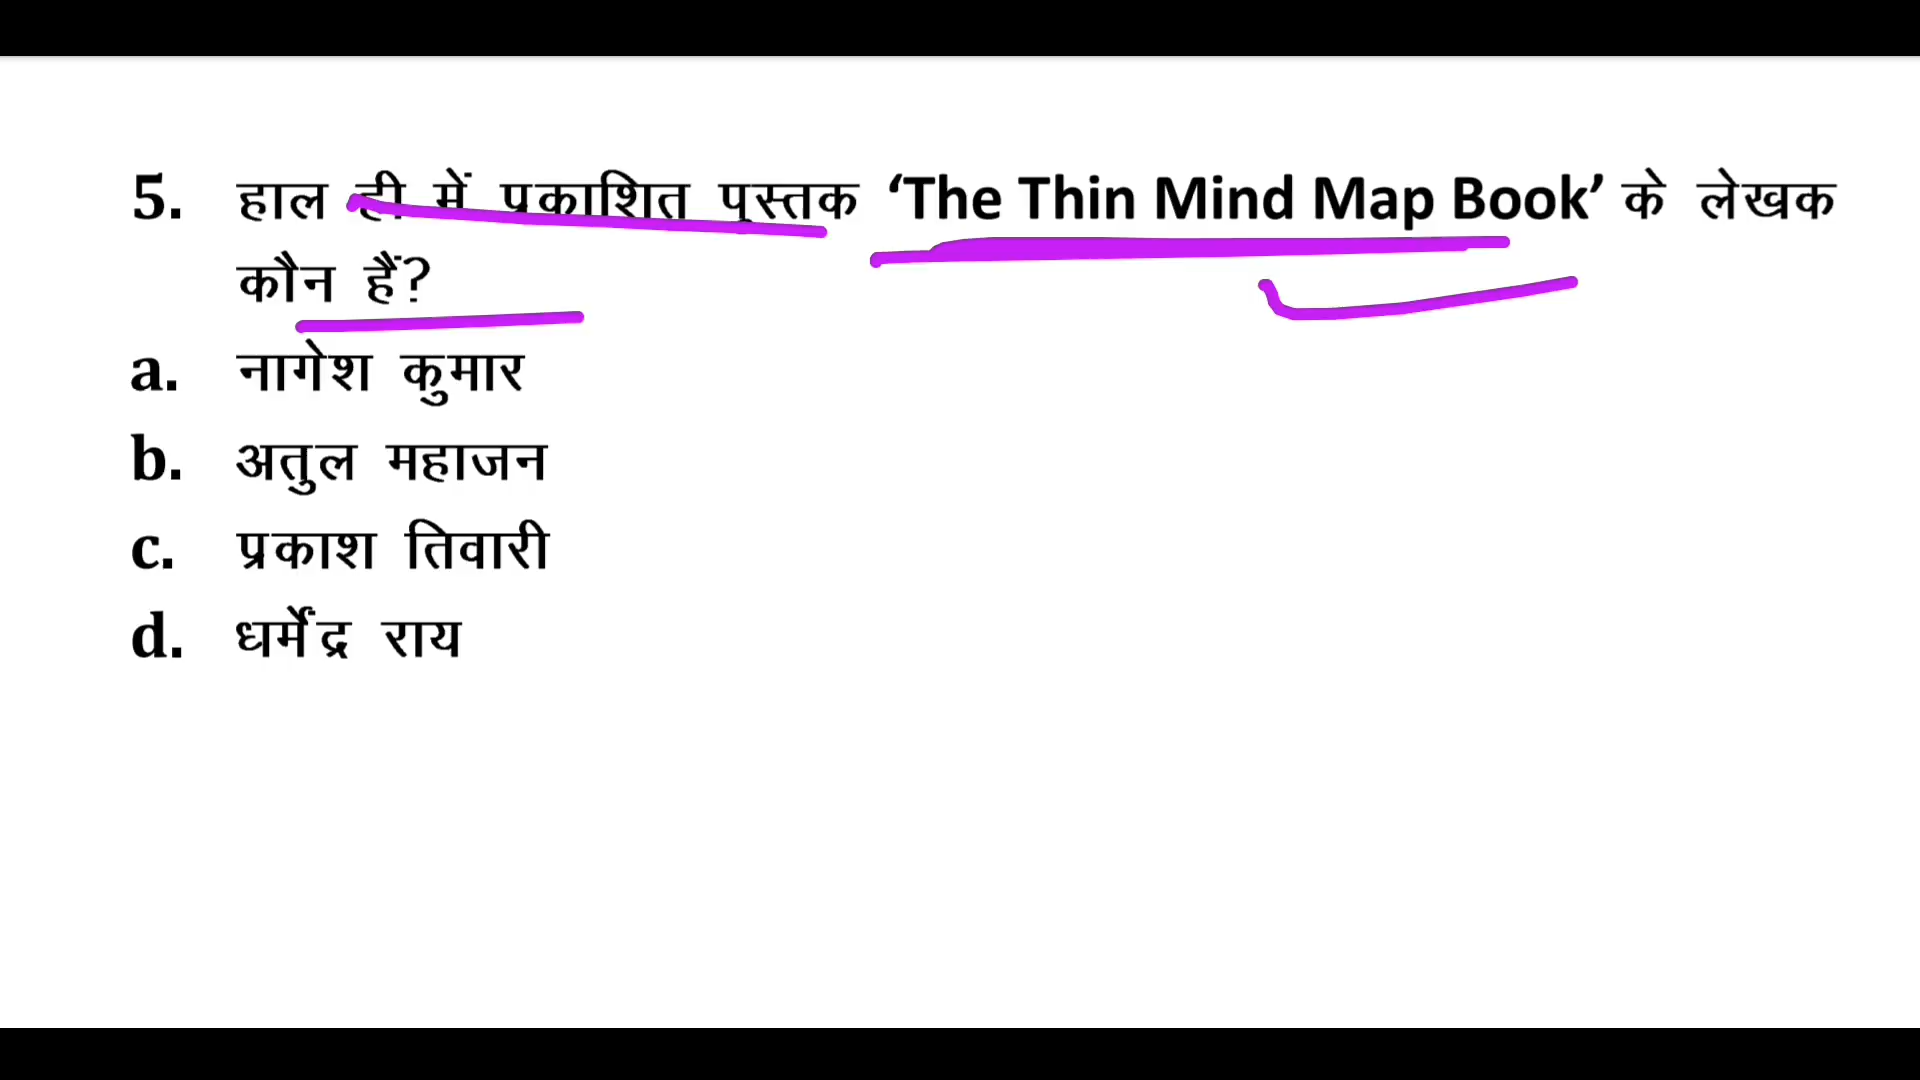 5. हाल ही में प्रकाशित पुस्तक ‘The Thin Mind Map Book’ के लेखक
कौन हैं?
a. नागेश कुमार
b. अतुल महाजन
c. प्रकाश तिवारी
d. धर्मेंद्र राय